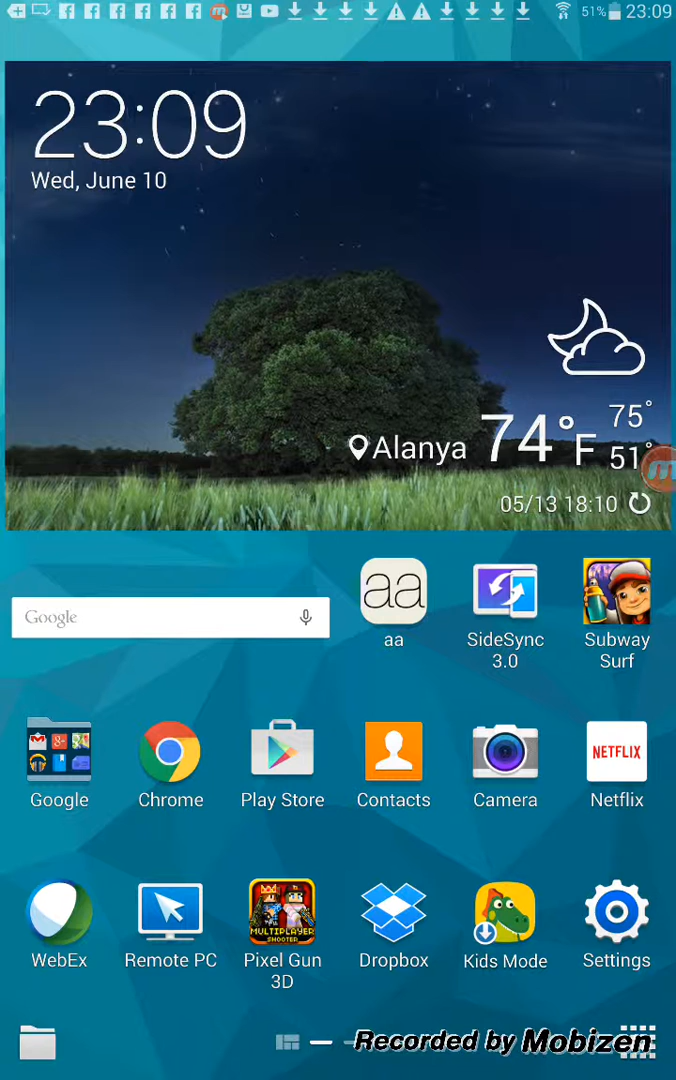 51% 23:09
23:09
Wed, June 10
75°
Alanya 74°F
51°
05/13 18:10
Google
aa
aa
SideSync 3.0
Subway Surf
NETFLIX
Google
Chrome
Play Store
Contacts
Camera
Netflix
MULTIPLAYER
SHOOTER
WebEx
Remote PC
Pixel Gun 3D
Dropbox
Kids Mode
Settings
Recorded by Mobizen